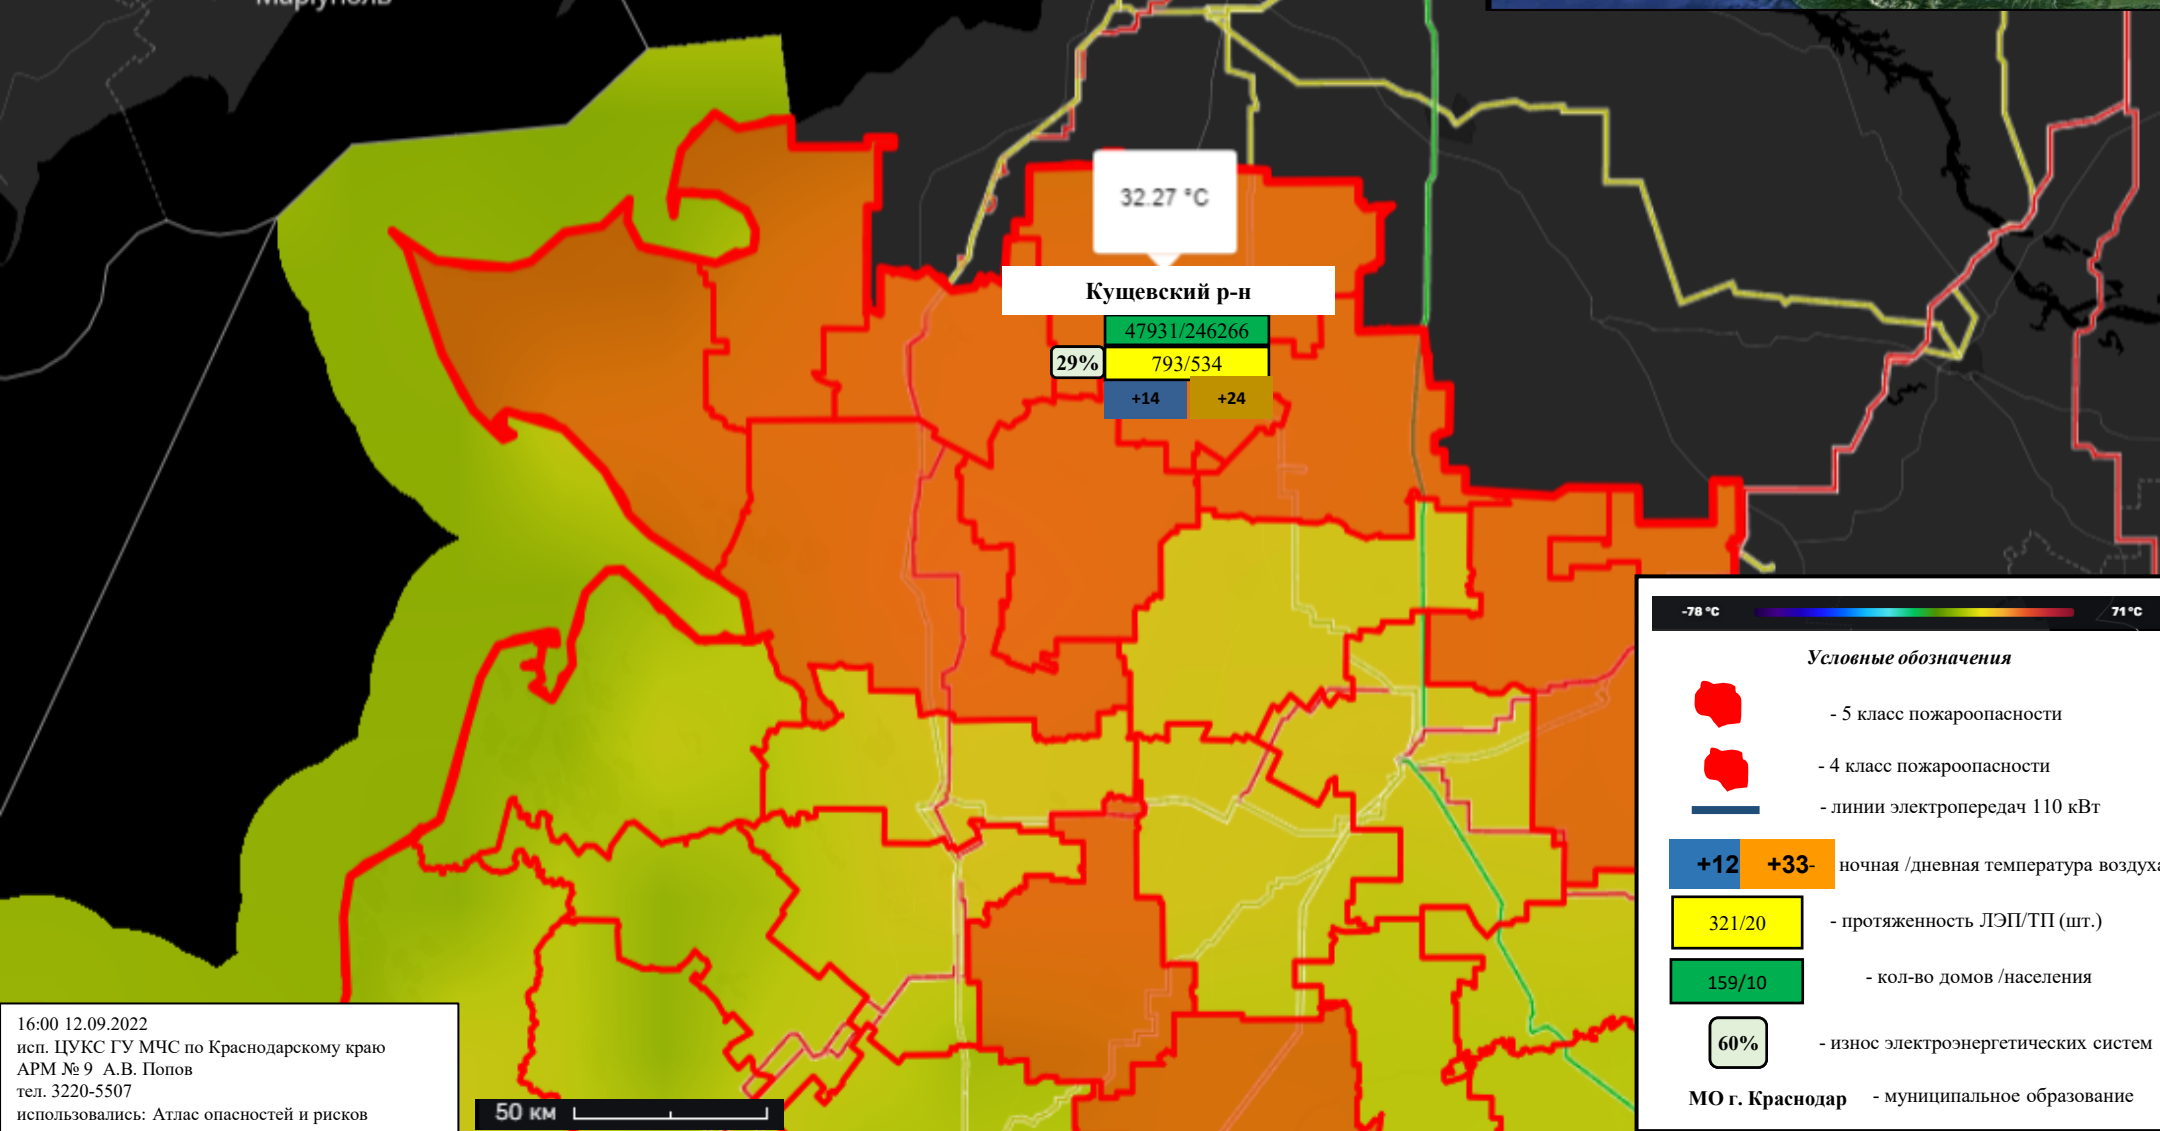 Маріуполь
32.27 °C
Кущевский р-н
47931/246266
29%
793/534
+14
+24
-78 °C
71 °C
Условные обозначения
- 5 класс пожароопасности
- 4 класс пожароопасности
- линии электропередач 110 кВт
+12 +33- ночная /дневная температура воздуха
321/20 - протяженность ЛЭП/ТП (шт.)
159/10 - кол-во домов /населения
60% - износ электроэнергетических систем
МО г. Краснодар - муниципальное образование
16:00 12.09.2022
исп. ЦУКС ГУ МЧС по Краснодарскому краю
АРМ № 9 А.В. Попов
тел. 3220-5507
использовались: Атлас опасностей и рисков
50 км